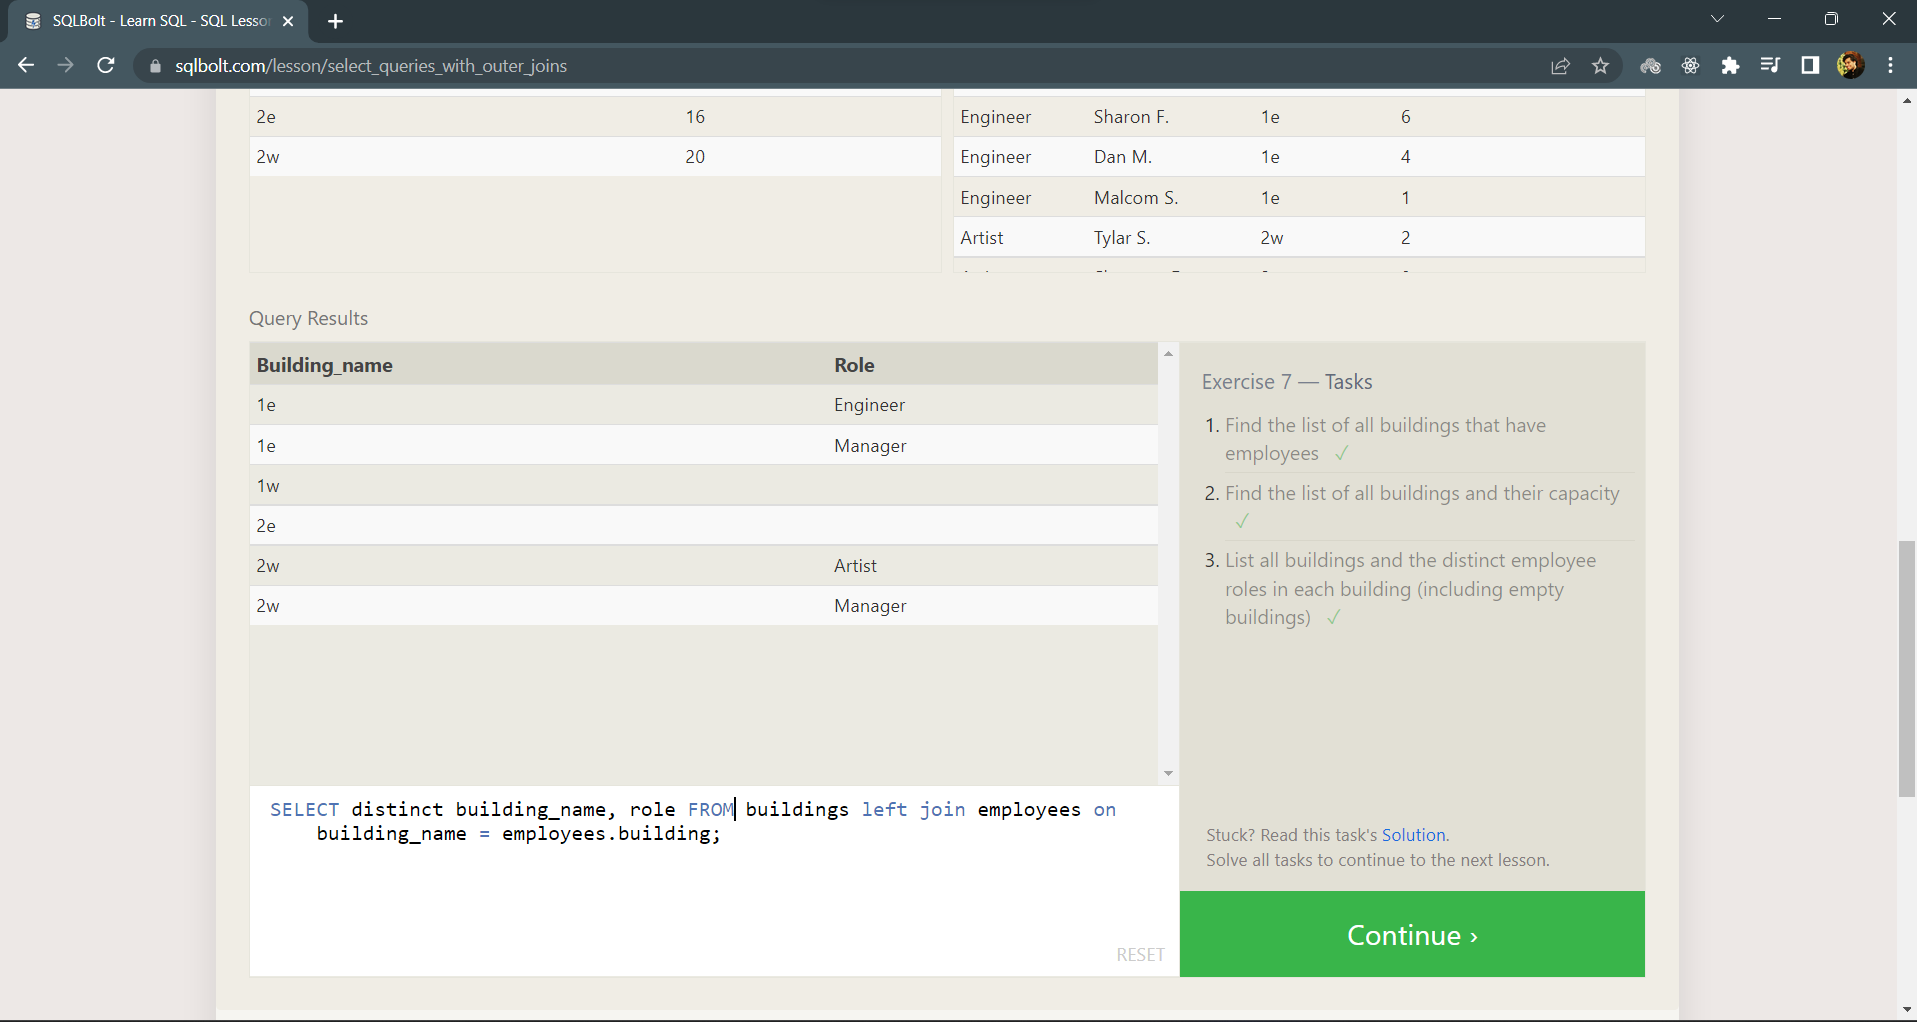 SQLBolt - Learn SQL - SQL Lesson
sqlbolt.com/lesson/select_queries_with_outer_joins
2e 16
2w 20
Engineer Sharon F. 1e 6
Engineer Dan M. 1e 4
Engineer Malcom S. 1e 1
Artist Tylar S. 2w 2
Query Results
Building_name Role
1e Engineer
1e Manager
1w
2e
2w Artist
2w Manager
SELECT distinct building_name, role FROM buildings left join employees on
building_name = employees.building;
RESET
Exercise 7 — Tasks
1. Find the list of all buildings that have
employees ✓
2. Find the list of all buildings and their capacity
✓
3. List all buildings and the distinct employee
roles in each building (including empty
buildings) ✓
Stuck? Read this task's Solution.
Solve all tasks to continue to the next lesson.
Continue ›